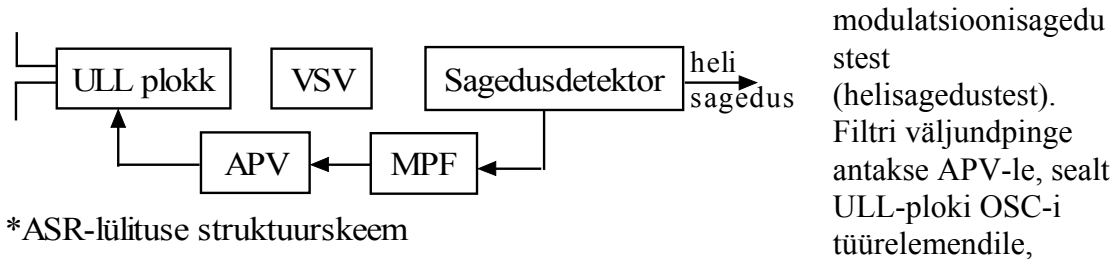 ULL plokk
VSV
Sagedusdetektor
heli
sagedus
APV
MPF
*ASR-lülituse struktuurskeem
modulatsioonisagedu
stest
(helisagedustest).
Filtri väljundpinge
antakse APV-le, sealt
ULL-ploki OSC-i
tüürelemendile,